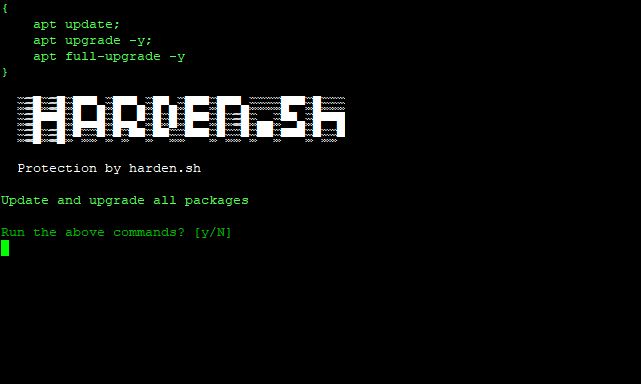 {
apt update;
apt upgrade -y;
apt full-upgrade -y
}
HARDEN.Sh
Protection by harden.sh
Update and upgrade all packages
Run the above commands? [y/N]